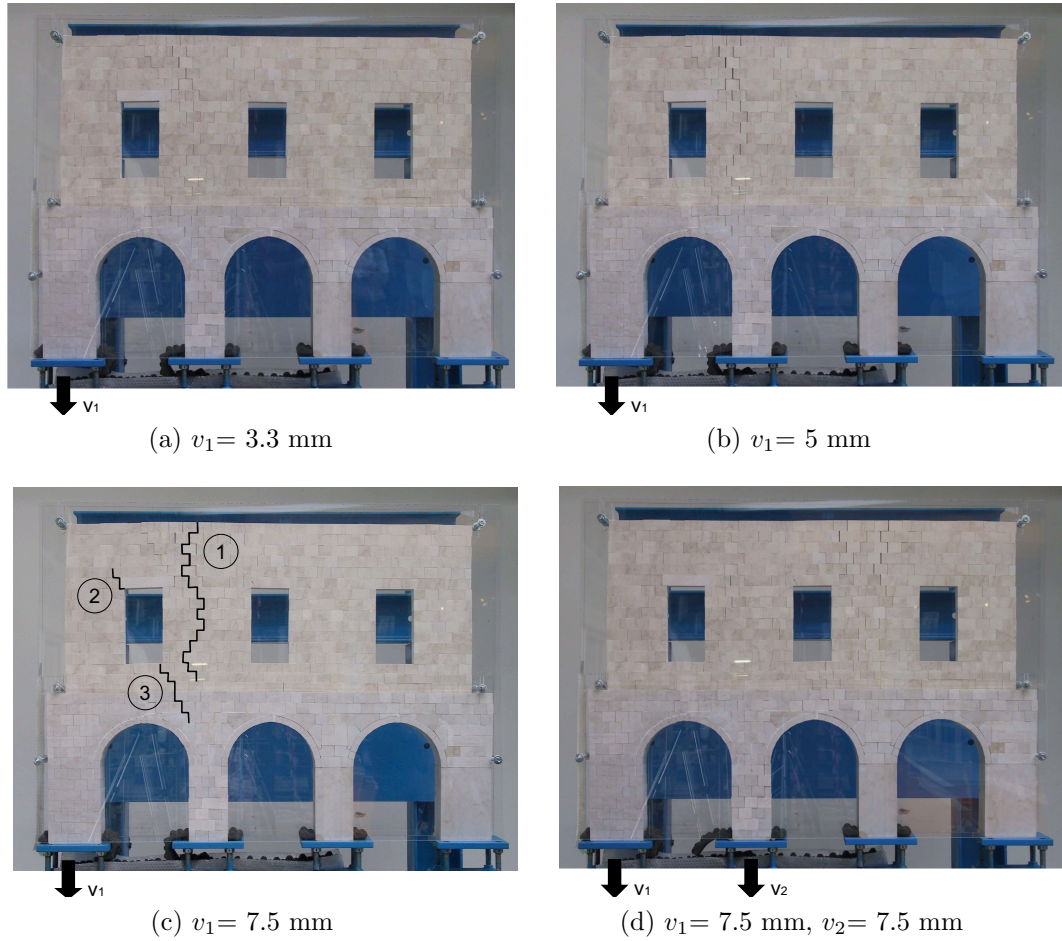 v₁
v₁
(a) v₁= 3.3 mm
(b) v₁= 5 mm
1
2
3
v₁
v₁
v₂
(c) v₁= 7.5 mm
(d) v₁= 7.5 mm, v₂= 7.5 mm